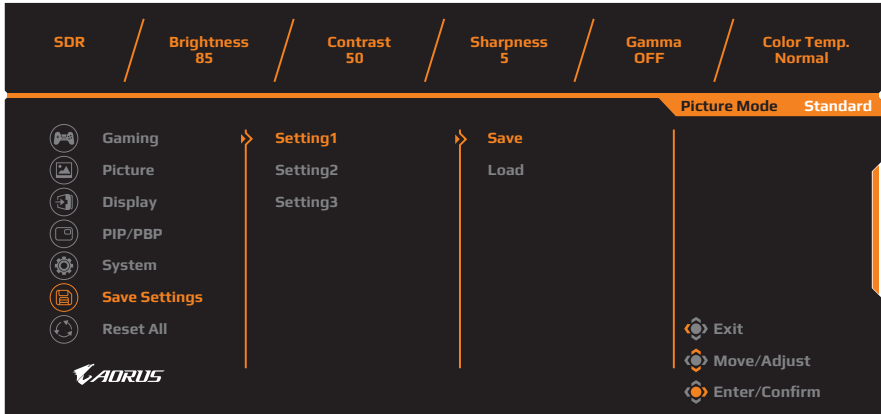 SDR
Brightness
85
Contrast
50
Sharpness
5
Gamma
OFF
Color Temp.
Normal
Picture Mode Standard
Gaming
Picture
Display
PIP/PBP
System
Save Settings
Reset All
Setting1
Setting2
Setting3
Save
Load
Exit
Move/Adjust
Enter/Confirm
AORUS